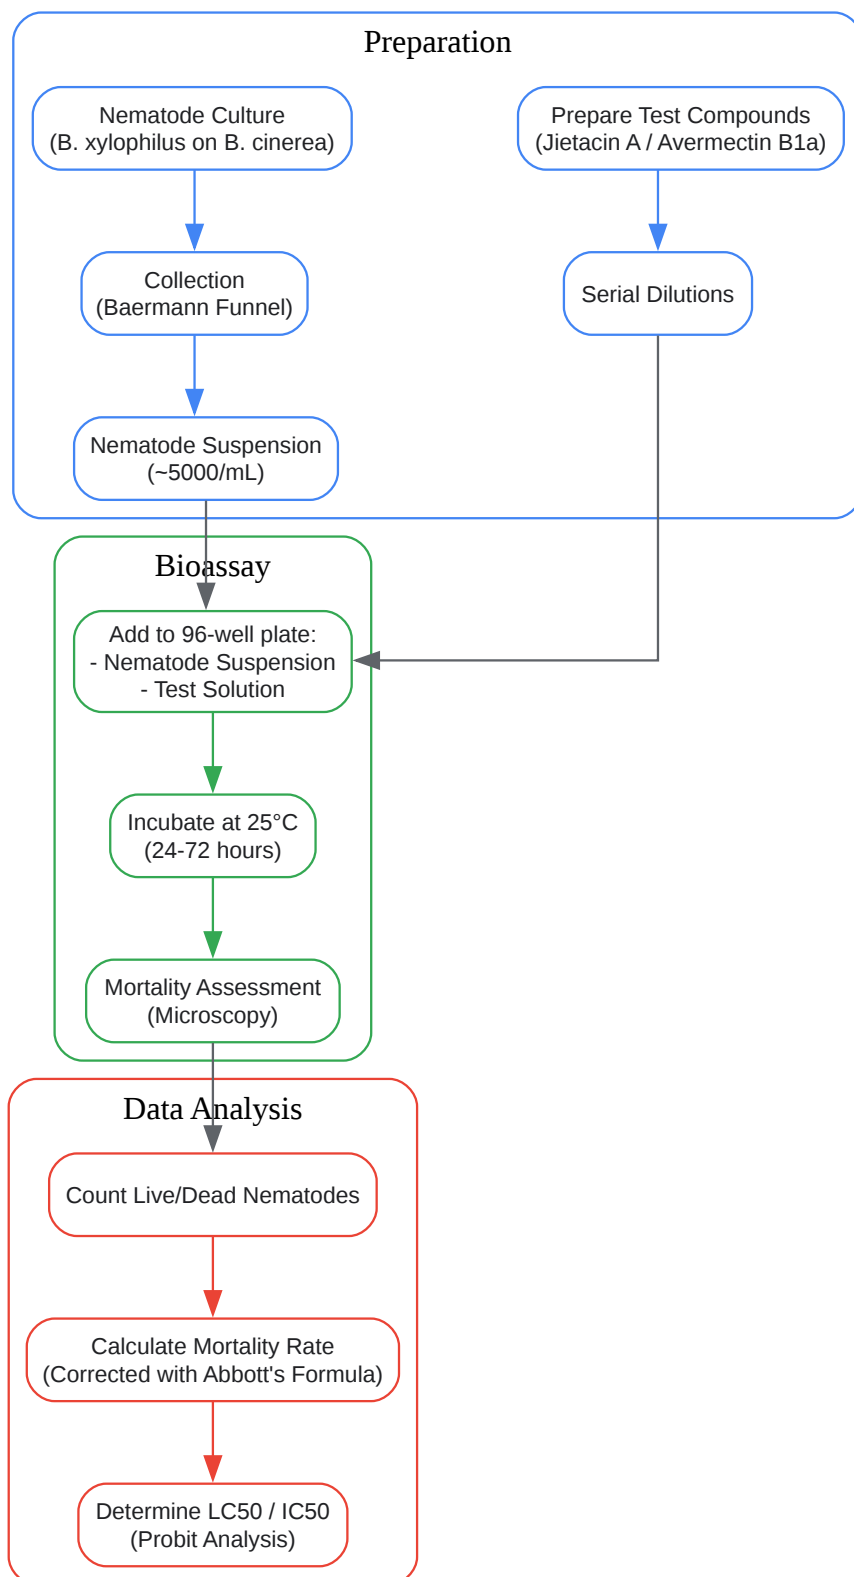 Preparation
Nematode Culture
(B. xylophilus on B. cinerea)
Prepare Test Compounds
(Jietacin A / Avermectin B1a)
Collection
(Baermann Funnel)
Serial Dilutions
Nematode Suspension
(~5000/mL)
Bioassay
Add to 96-well plate:
- Nematode Suspension
- Test Solution
Incubate at 25°C
(24-72 hours)
Mortality Assessment
(Microscopy)
Data Analysis
Count Live/Dead Nematodes
Calculate Mortality Rate
(Corrected with Abbott's Formula)
Determine LC50 / IC50
(Probit Analysis)